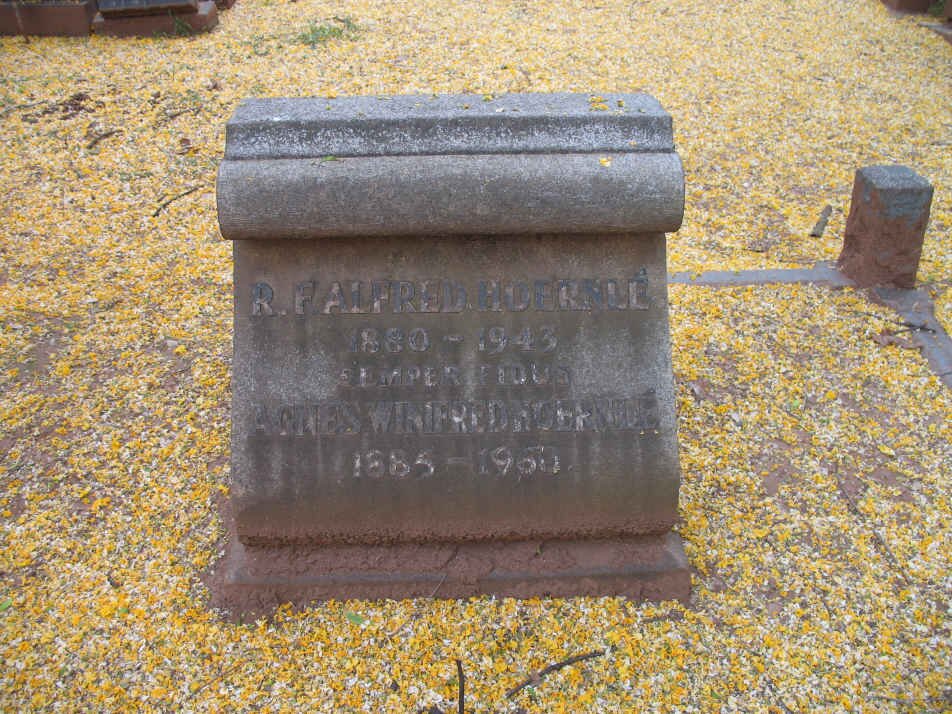 R. F. ALFRED HOERNLÉ
1880 - 1943
SEMPER FIDUS
AGNES WINIFRED HOERNLÉ
1885 - 1960